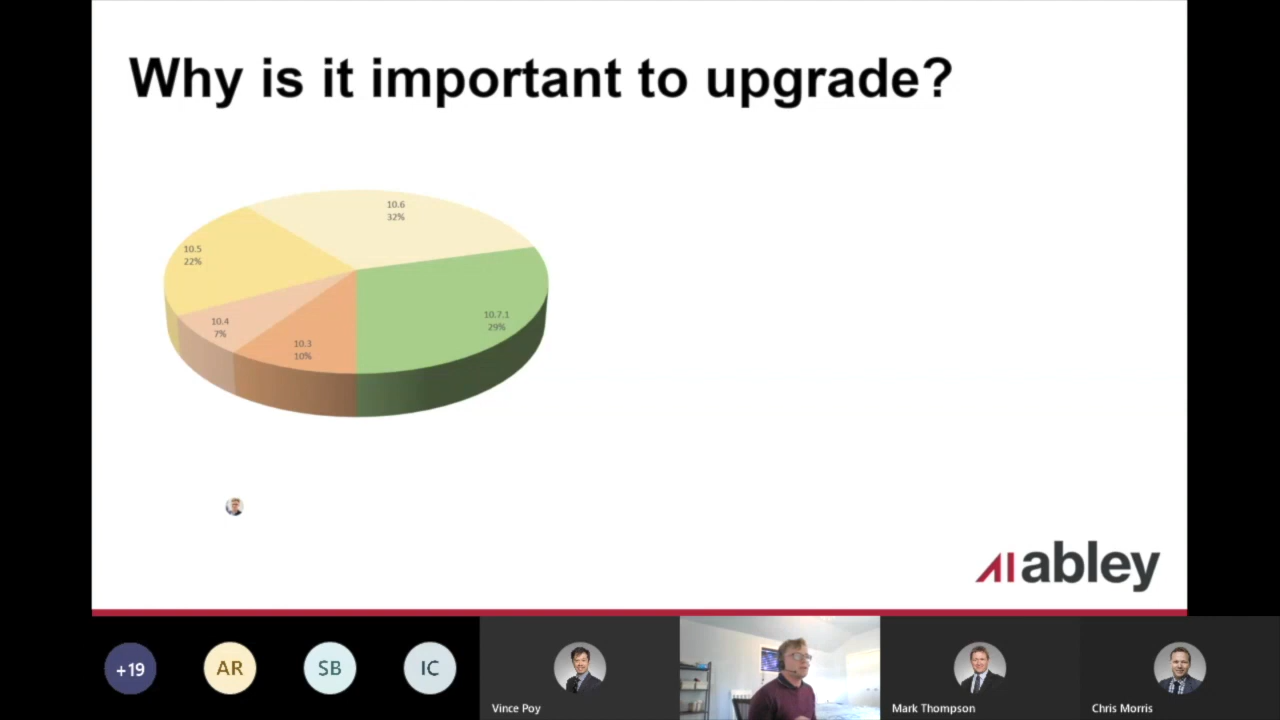 Why is it important to upgrade?
10.6
32%
10.5
22%
10.7.1
29%
10.4
7%
10.3
10%
abley
+19
AR
SB
IC
Vince Poy
Mark Thompson
Chris Morris